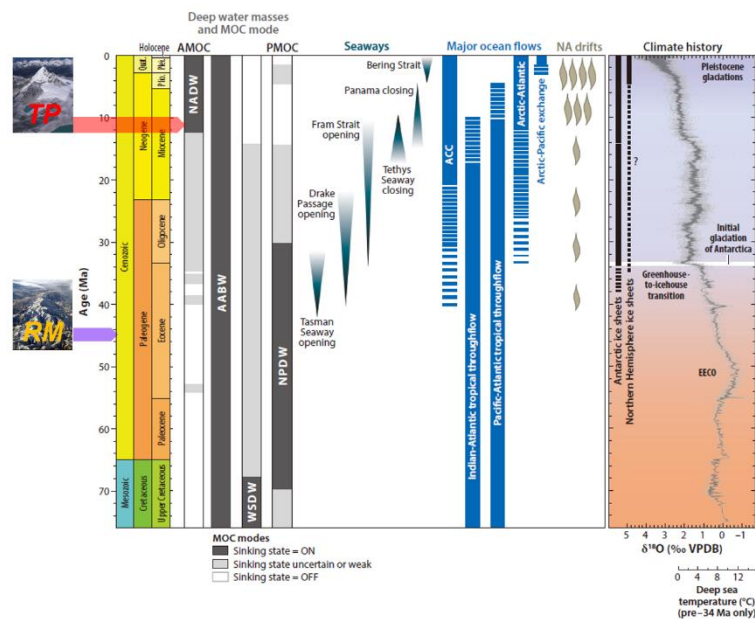 Deep water masses
and MOC mode
Holocene AMOC PMOC Seaways Major ocean flows NA drifts Climate history
TP
RM
Age (Ma)
0
10
20
30
40
50
60
70
Cenozoic
Mesozoic
Quat.
Neogene
Paleogene
Cretaceous
Ples.
Plio.
Miocene
Oligocene
Eocene
Paleocene
Upper Cretaceous
NADW
AABW
WSDW
NPDW
Bering Strait
Panama closing
Fram Strait
opening
Tethys
Seaway
closing
Drake
Passage
opening
Tasman
Seaway
opening
ACC
Indian-Atlantic tropical throughflow
Pacific-Atlantic tropical throughflow
Arctic-Atlantic
Arctic-Pacific exchange
Antarctic ice sheets
Northern Hemisphere ice sheets
Pleistocene
glaciations
?
Initial
glaciation
of Antarctica
Greenhouse-
to-icehouse
transition
EECO
5 4 3 2 1 0 −1
δ18O (‰ VPDB)
0 4 8 12
Deep sea
temperature (°C)
(pre–34 Ma only)
MOC modes
Sinking state = ON
Sinking state uncertain or weak
Sinking state = OFF